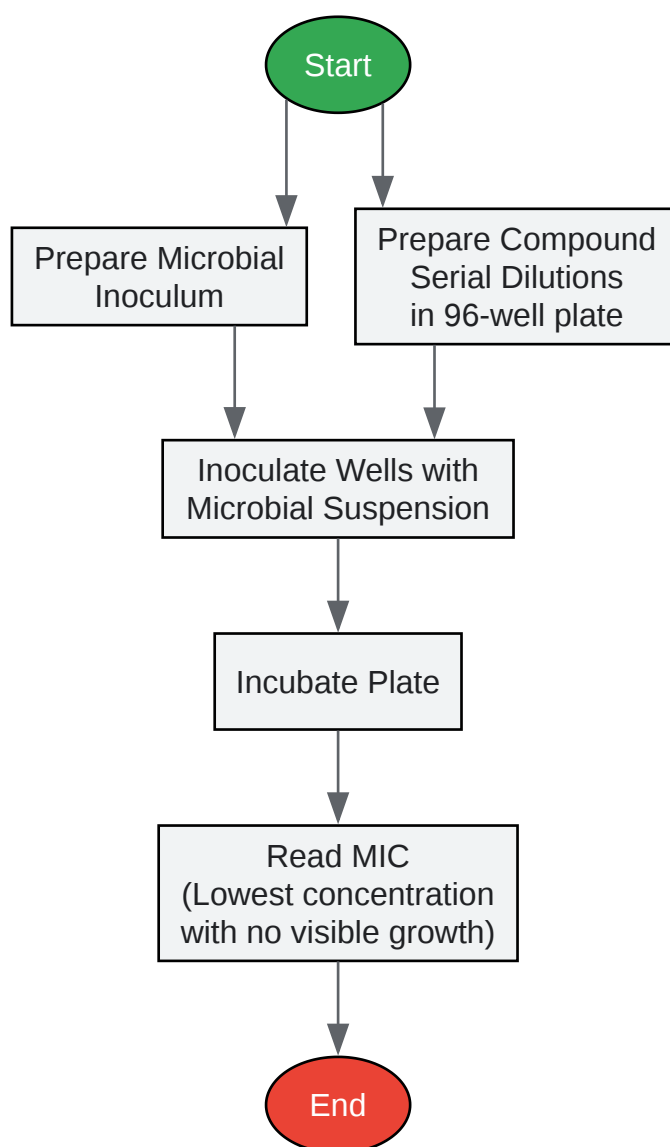 Start
Prepare Microbial
Inoculum
Prepare Compound
Serial Dilutions
in 96-well plate
Inoculate Wells with
Microbial Suspension
Incubate Plate
Read MIC
(Lowest concentration
with no visible growth)
End